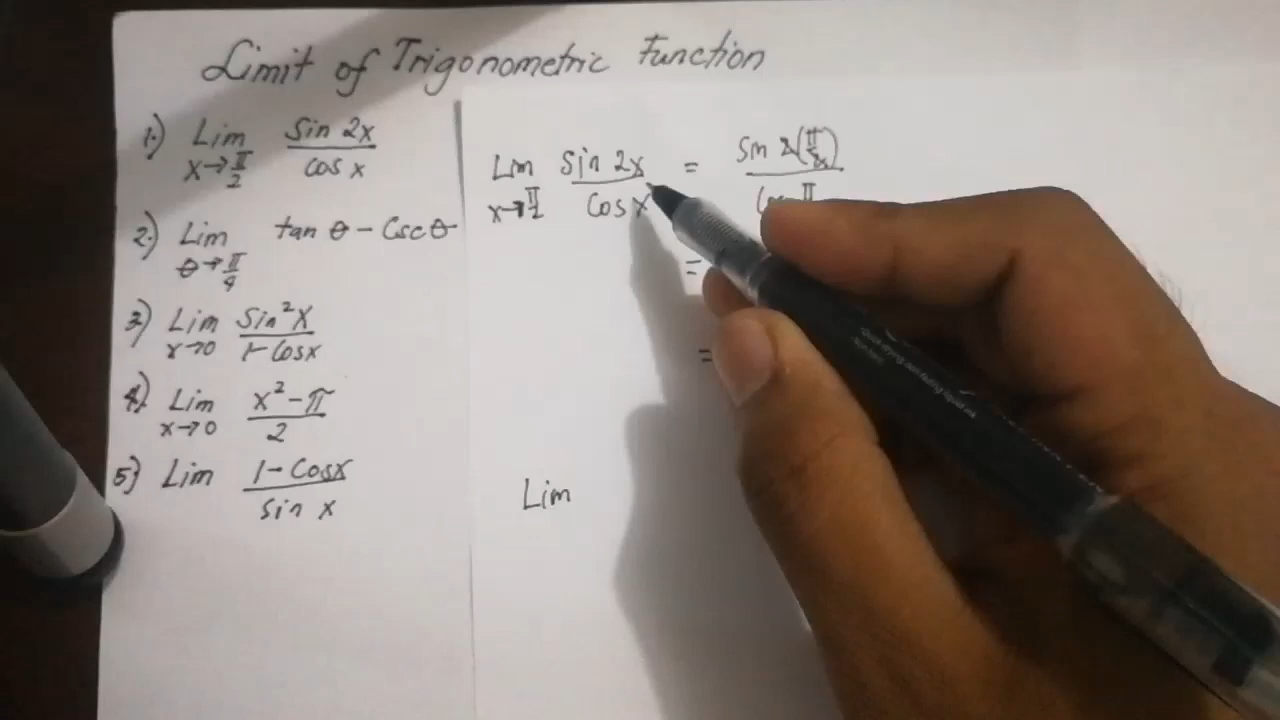 Limit of Trigonometric Function
1.) Lim x→π/2 sin 2x / cos x
2.) Lim θ→π/4 tan θ - Csc θ
3) Lim x→0 Sin²x / 1-Cosx
4) Lim x→0 x²-π / 2
5) Lim 1-Cosx / sin x
Lim x→π/2 sin 2x / Cosx = sin 2(π/2) / Cos π
=
=
Lim